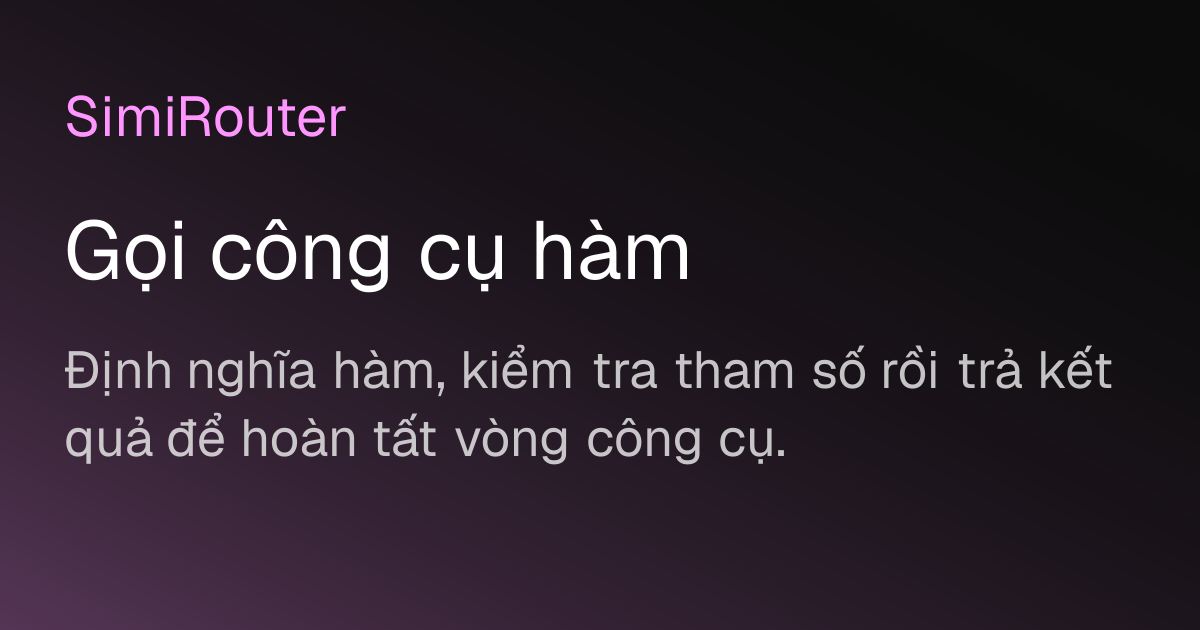 SimiRouter
Gọi công cụ hàm
Định nghĩa hàm, kiểm tra tham số rồi trả kết
quả để hoàn tất vòng công cụ.